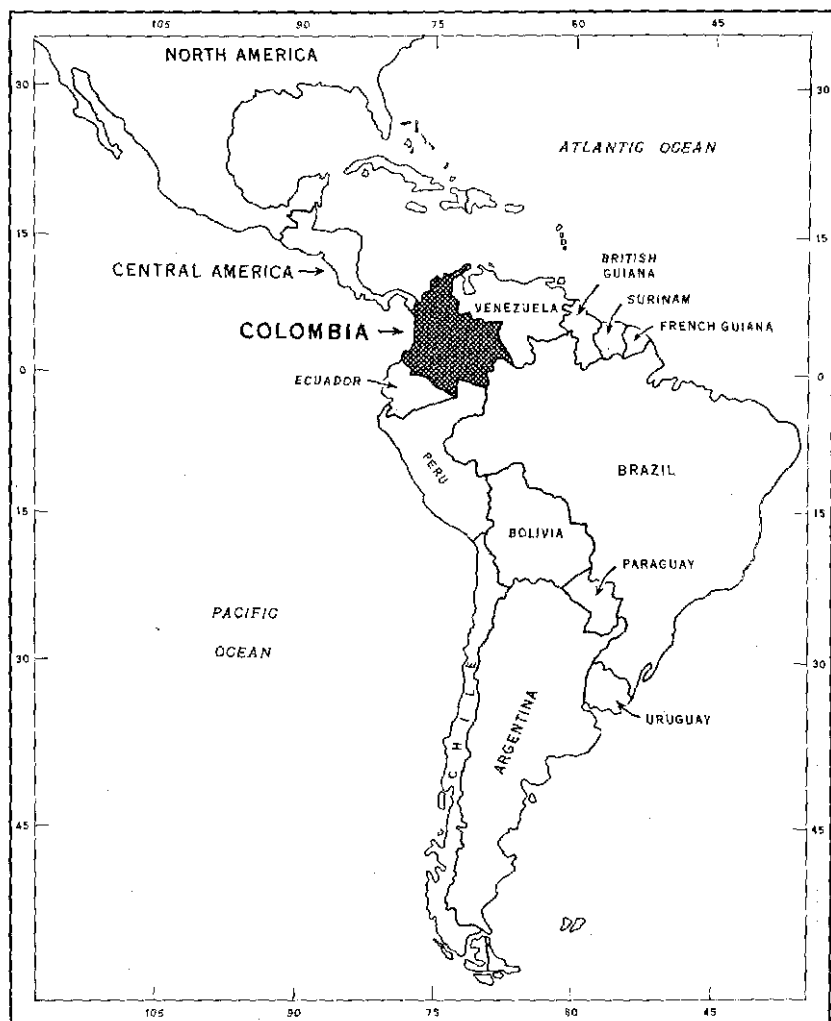 105 90 75 60 45
NORTH AMERICA
30 30
ATLANTIC OCEAN
15 15
BRITISH
GUIANA
CENTRAL AMERICA
SURINAM
VENEZUELA
COLOMBIA
FRENCH GUIANA
0 0
ECUADOR
PERU
BRAZIL
15 15
BOLIVIA
PARAGUAY
PACIFIC
OCEAN
30 30
CHILE
ARGENTINA
URUGUAY
45 45
105 90 75 60 45